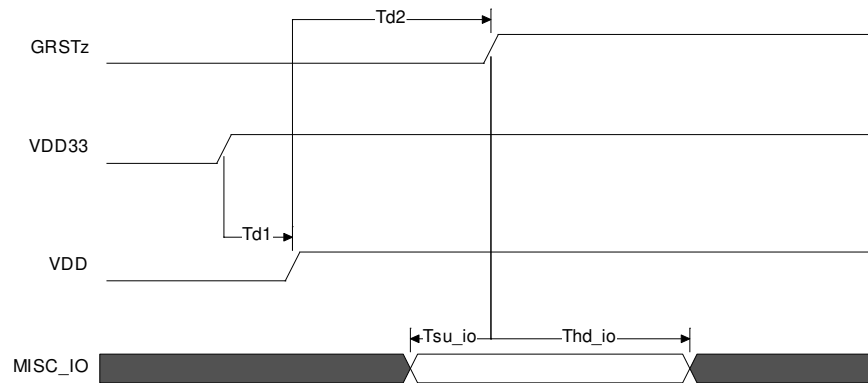 Td2
GRSTz
VDD33
Td1
VDD
Tsu_io Thd_io
MISC_IO